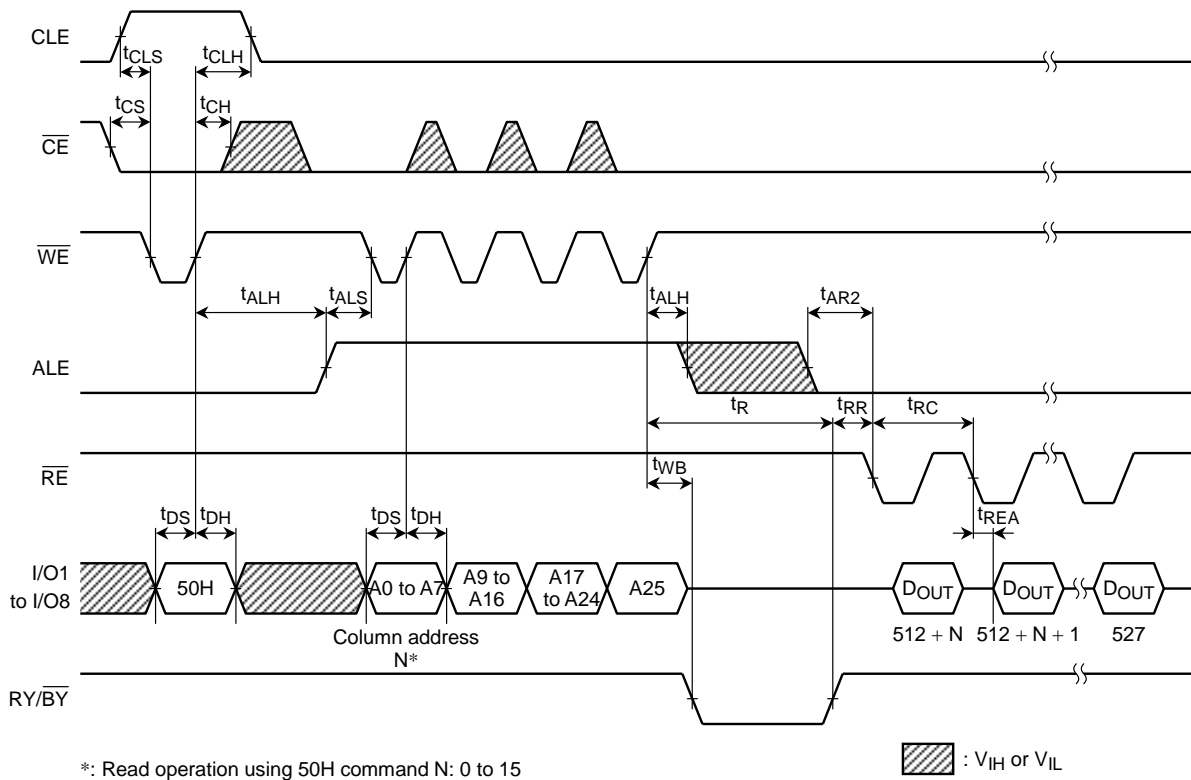 CLE
tCLS
tCLH
tCS
tCH
CE
WE
tALH
tALS
tALH
tAR2
ALE
tR
tRR
tRC
RE
tWB
tDS
tDH
tDS
tDH
tREA
I/O1
to I/O8
50H
A0 to A7
A9 to
A16
A17
to A24
A25
DOUT
DOUT
DOUT
Column address
N*
512 + N
512 + N + 1
527
RY/BY
*: Read operation using 50H command N: 0 to 15
: VIH or VIL